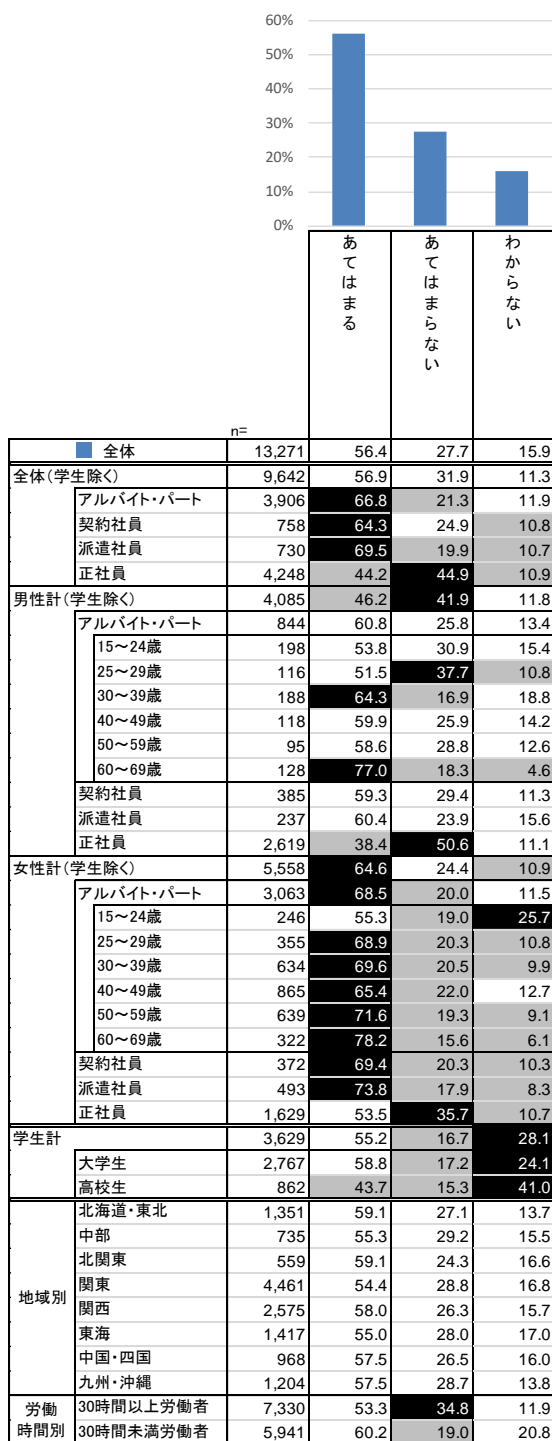 60%
50%
40%
30%
20%
10%
0%
あてはまる
あてはまらない
わからない
n=
全体 13,271 56.4 27.7 15.9
全体(学生除く) 9,642 56.9 31.9 11.3
アルバイト・パート 3,906 66.8 21.3 11.9
契約社員 758 64.3 24.9 10.8
派遣社員 730 69.5 19.9 10.7
正社員 4,248 44.2 44.9 10.9
男性計(学生除く) 4,085 46.2 41.9 11.8
アルバイト・パート 844 60.8 25.8 13.4
15～24歳 198 53.8 30.9 15.4
25～29歳 116 51.5 37.7 10.8
30～39歳 188 64.3 16.9 18.8
40～49歳 118 59.9 25.9 14.2
50～59歳 95 58.6 28.8 12.6
60～69歳 128 77.0 18.3 4.6
契約社員 385 59.3 29.4 11.3
派遣社員 237 60.4 23.9 15.6
正社員 2,619 38.4 50.6 11.1
女性計(学生除く) 5,558 64.6 24.4 10.9
アルバイト・パート 3,063 68.5 20.0 11.5
15～24歳 246 55.3 19.0 25.7
25～29歳 355 68.9 20.3 10.8
30～39歳 634 69.6 20.5 9.9
40～49歳 865 65.4 22.0 12.7
50～59歳 639 71.6 19.3 9.1
60～69歳 322 78.2 15.6 6.1
契約社員 372 69.4 20.3 10.3
派遣社員 493 73.8 17.9 8.3
正社員 1,629 53.5 35.7 10.7
学生計 3,629 55.2 16.7 28.1
大学生 2,767 58.8 17.2 24.1
高校生 862 43.7 15.3 41.0
地域別
北海道・東北 1,351 59.1 27.1 13.7
中部 735 55.3 29.2 15.5
北関東 559 59.1 24.3 16.6
関東 4,461 54.4 28.8 16.8
関西 2,575 58.0 26.3 15.7
東海 1,417 55.0 28.0 17.0
中国・四国 968 57.5 26.5 16.0
九州・沖縄 1,204 57.5 28.7 13.8
労働
時間別
30時間以上労働者 7,330 53.3 34.8 11.9
30時間未満労働者 5,941 60.2 19.0 20.8